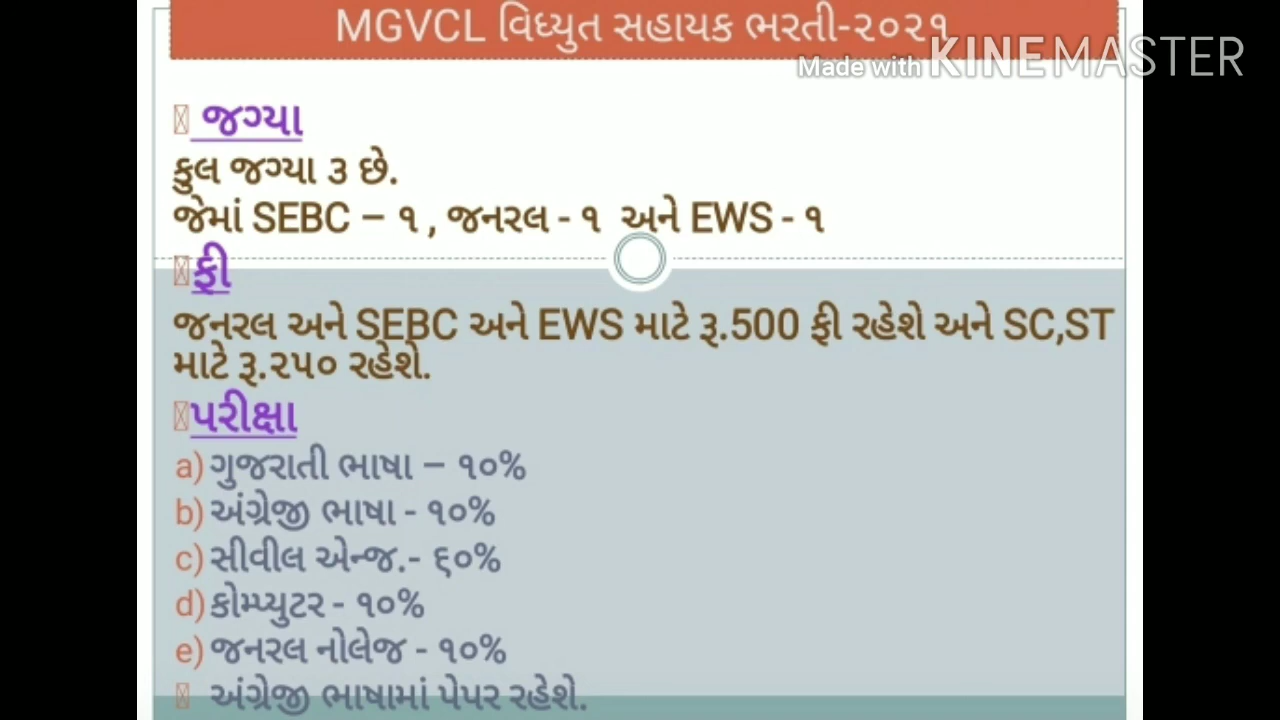 MGVCL વિધ્યુત સહાયક ભરતી-૨૦૨૧
Made with KINEMASTER
જગ્યા
કુલ જગ્યા ૩ છે.
જેમાં SEBC – ૧ , જનરલ - ૧ અને EWS - ૧
ફી
જનરલ અને SEBC અને EWS માટે રૂ.500 ફી રહેશે અને SC,ST
માટે રૂ.૨૫૦ રહેશે.
પરીક્ષા
a) ગુજરાતી ભાષા – ૧૦%
b) અંગ્રેજી ભાષા - ૧૦%
c) સીવીલ એન્જ.- ૬૦%
d) કોમ્પ્યુટર - ૧૦%
e) જનરલ નોલેજ - ૧૦%
અંગ્રેજી ભાષામાં પેપર રહેશે.